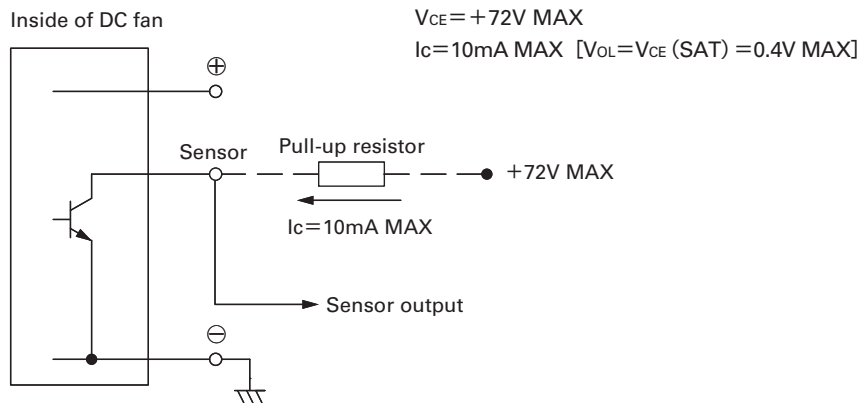 Inside of DC fan
VCE=+72V MAX
Ic=10mA MAX [VOL=VCE (SAT) =0.4V MAX]
⊕
Sensor
Pull-up resistor
+72V MAX
Ic=10mA MAX
Sensor output
⊖